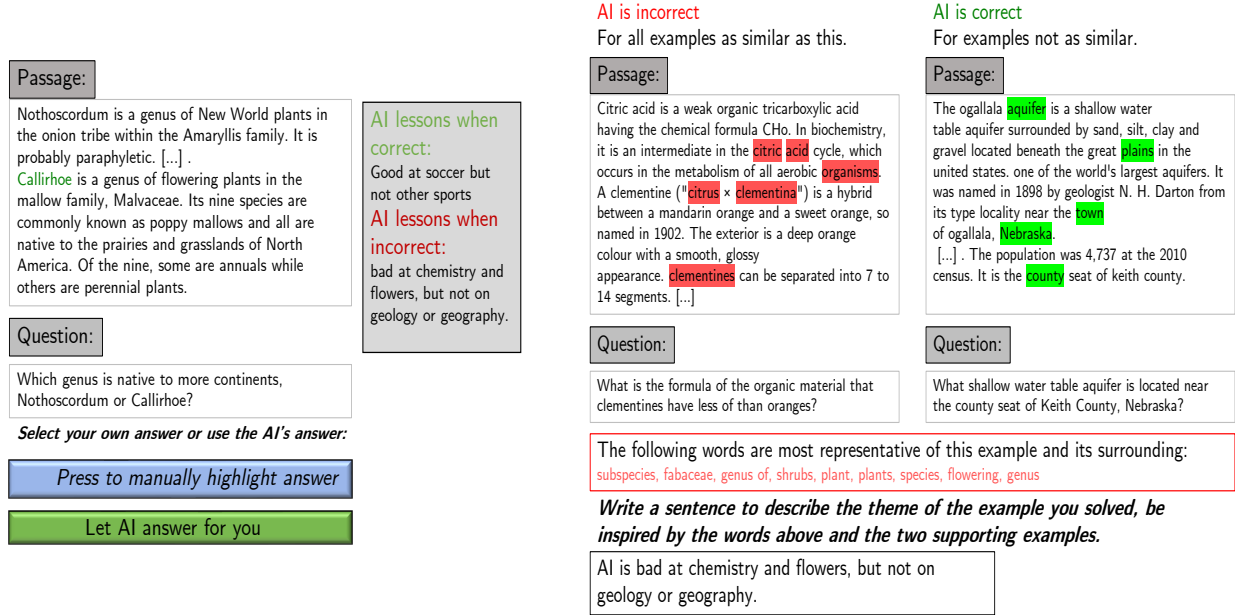 Passage:
Nothoscordum is a genus of New World plants in
the onion tribe within the Amaryllis family. It is
probably paraphyletic. [...] .
Callirhoe is a genus of flowering plants in the
mallow family, Malvaceae. Its nine species are
commonly known as poppy mallows and all are
native to the prairies and grasslands of North
America. Of the nine, some are annuals while
others are perennial plants.
Question:
Which genus is native to more continents,
Nothoscordum or Callirhoe?
Select your own answer or use the AI's answer:
Press to manually highlight answer
Let AI answer for you
AI lessons when
correct:
Good at soccer but
not other sports
AI lessons when
incorrect:
bad at chemistry and
flowers, but not on
geology or geography.
AI is incorrect
For all examples as similar as this.
Passage:
Citric acid is a weak organic tricarboxylic acid
having the chemical formula CHo. In biochemistry,
it is an intermediate in the citric acid cycle, which
occurs in the metabolism of all aerobic organisms.
A clementine ("citrus × clementina") is a hybrid
between a mandarin orange and a sweet orange, so
named in 1902. The exterior is a deep orange
colour with a smooth, glossy
appearance. clementines can be separated into 7 to
14 segments. [...]
Question:
What is the formula of the organic material that
clementines have less of than oranges?
AI is correct
For examples not as similar.
Passage:
The ogallala aquifer is a shallow water
table aquifer surrounded by sand, silt, clay and
gravel located beneath the great plains in the
united states. one of the world's largest aquifers. It
was named in 1898 by geologist N. H. Darton from
its type locality near the town
of ogallala, Nebraska.
[...] . The population was 4,737 at the 2010
census. It is the county seat of keith county.
Question:
What shallow water table aquifer is located near
the county seat of Keith County, Nebraska?
The following words are most representative of this example and its surrounding:
subspecies, fabaceae, genus of, shrubs, plant, plants, species, flowering, genus
Write a sentence to describe the theme of the example you solved, be
inspired by the words above and the two supporting examples.
AI is bad at chemistry and flowers, but not on
geology or geography.